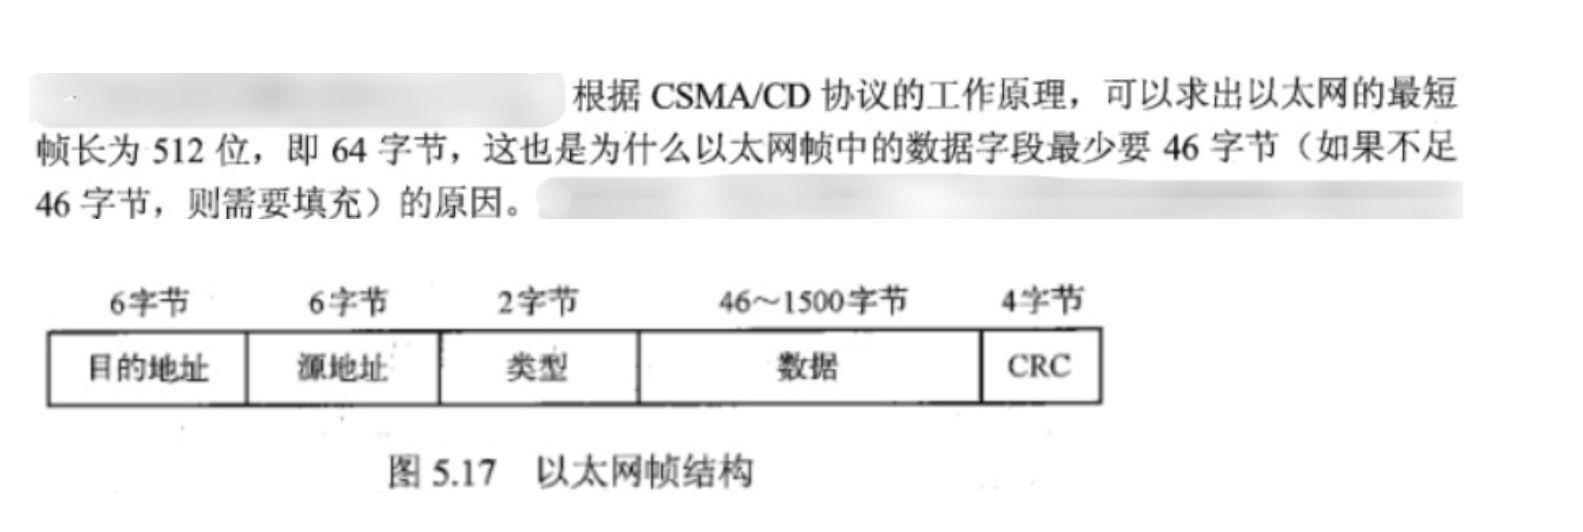 根据 CSMA/CD 协议的工作原理，可以求出以太网的最短
帧长为 512 位，即 64 字节，这也是为什么以太网帧中的数据字段最少要 46 字节（如果不足
46 字节，则需要填充）的原因。
6字节 6字节 2字节 46～1500字节 4字节
目的地址 源地址 类型 数据 CRC
图 5.17 以太网帧结构